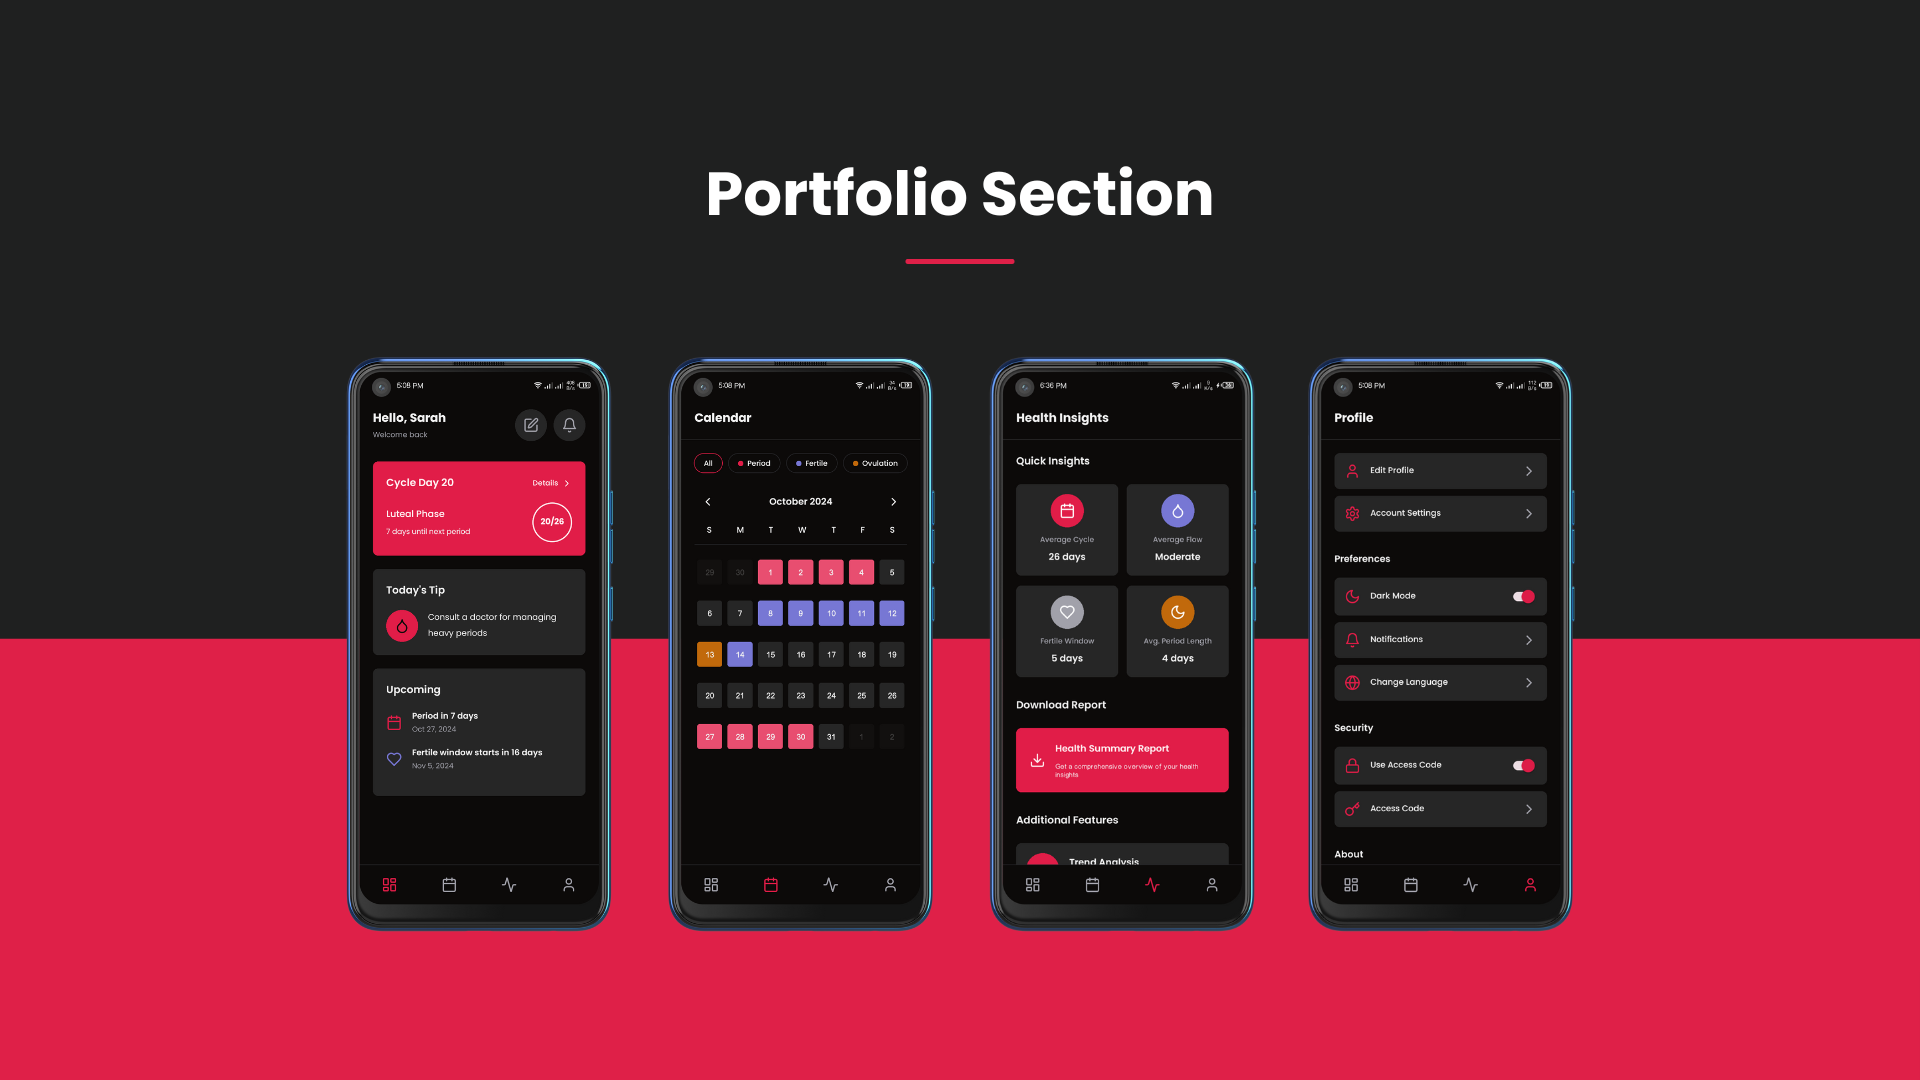 Portfolio Section
5:08 PM
Hello, Sarah
Welcome back
Cycle Day 20
Details
Luteal Phase
7 days until next period
20/26
Today's Tip
Consult a doctor for managing
heavy periods
Upcoming
Period in 7 days
Oct 27, 2024
Fertile window starts in 16 days
Nov 5, 2024
5:08 PM
Calendar
All Period Fertile Ovulation
October 2024
S M T W T F S
29 30 1 2 3 4 5
6 7 8 9 10 11 12
13 14 15 16 17 18 19
20 21 22 23 24 25 26
27 28 29 30 31 1 2
6:36 PM
Health Insights
Quick Insights
Average Cycle
26 days
Average Flow
Moderate
Fertile Window
5 days
Avg. Period Length
4 days
Download Report
Health Summary Report
Get a comprehensive overview of your health
insights
Additional Features
Trend Analysis
5:08 PM
Profile
Edit Profile
Account Settings
Preferences
Dark Mode
Notifications
Change Language
Security
Use Access Code
Access Code
About